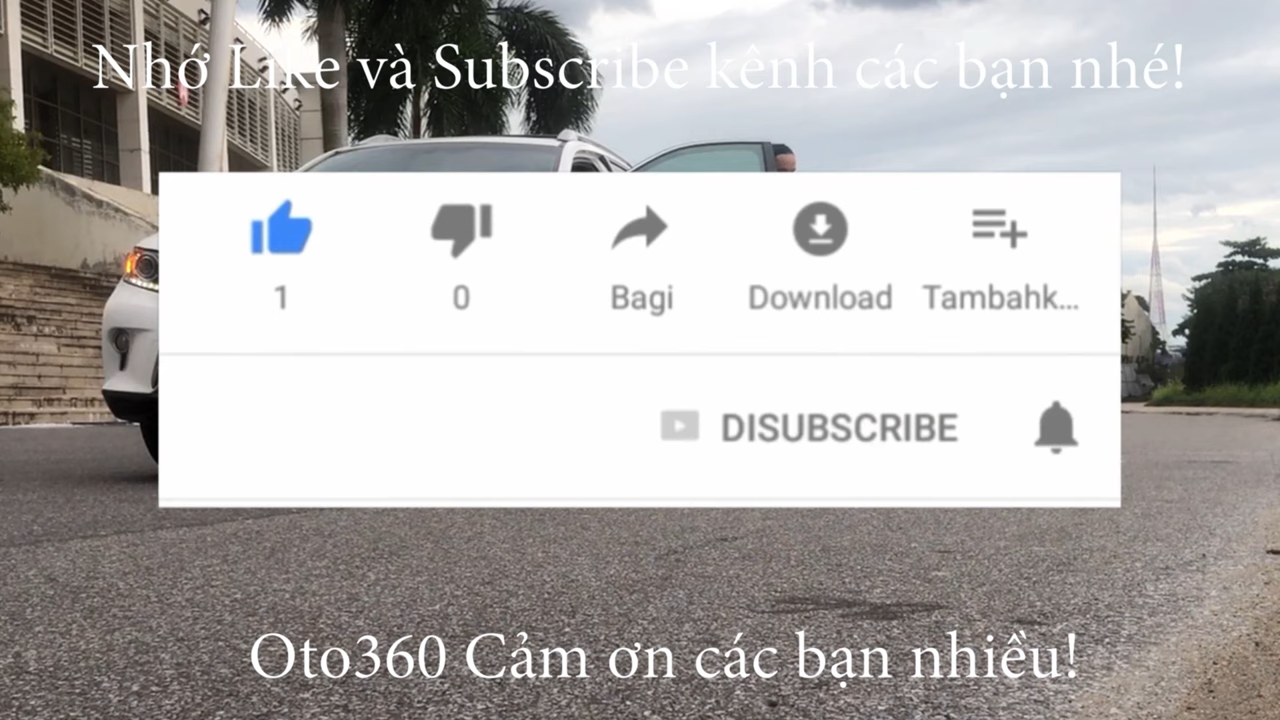 Nhớ Like và Subscribe kênh các bạn nhé!
1 0 Bagi Download Tambahk...
DISUBSCRIBE
Oto360 Cảm ơn các bạn nhiều!